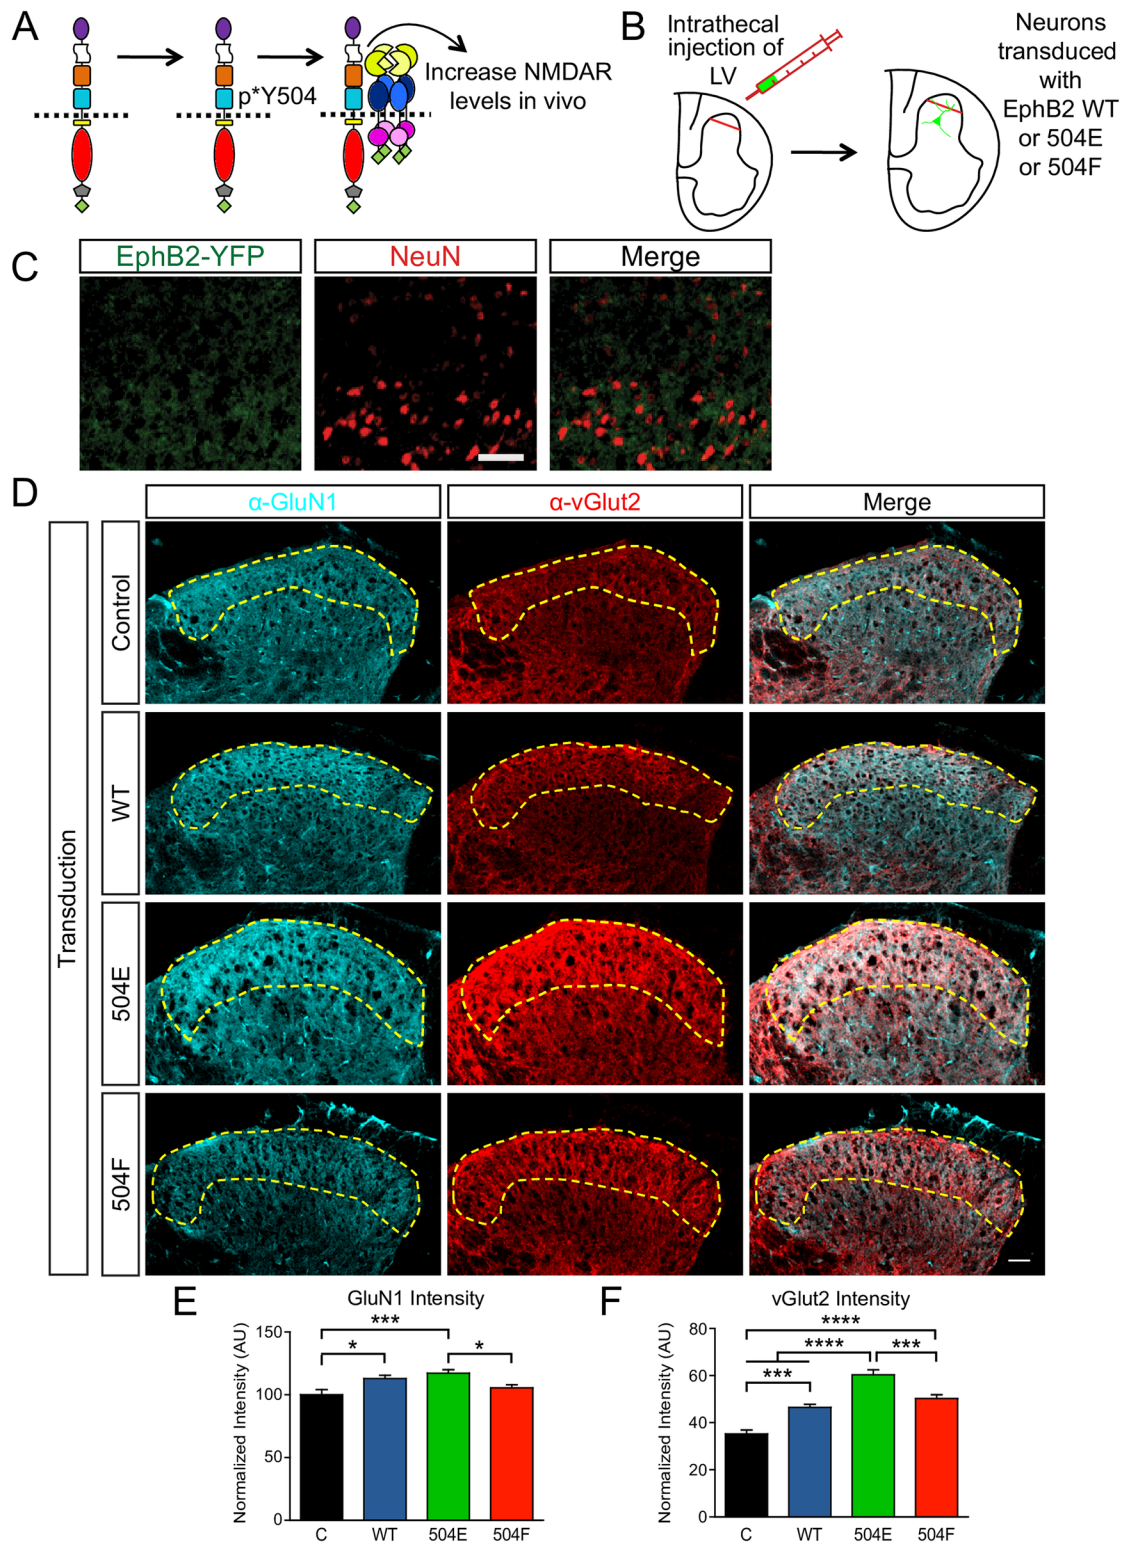 A
p*Y504
Increase NMDAR
levels in vivo
B
Intrathecal
injection of
LV
Neurons
transduced
with
EphB2 WT
or 504E
or 504F
C
EphB2-YFP
NeuN
Merge
D
α-GluN1
α-vGlut2
Merge
Transduction
Control
WT
504E
504F
E
GluN1 Intensity
Normalized Intensity (AU)
150
100
50
0
***
*
*
C
WT
504E
504F
F
vGlut2 Intensity
Normalized Intensity (AU)
80
60
40
20
0
****
****
***
***
C
WT
504E
504F